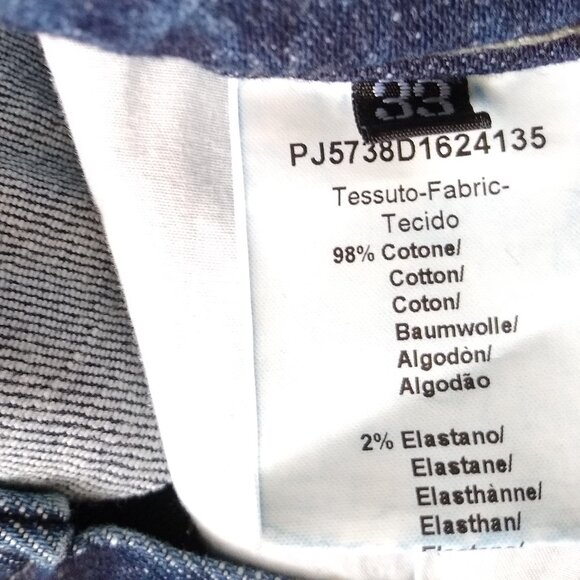 33
PJ5738D1624135
Tessuto-Fabric-
Tecido
98% Cotone/
Cotton/
Coton/
Baumwolle/
Algodòn/
Algodão
2% Elastano/
Elastane/
Elasthànne/
Elasthan/